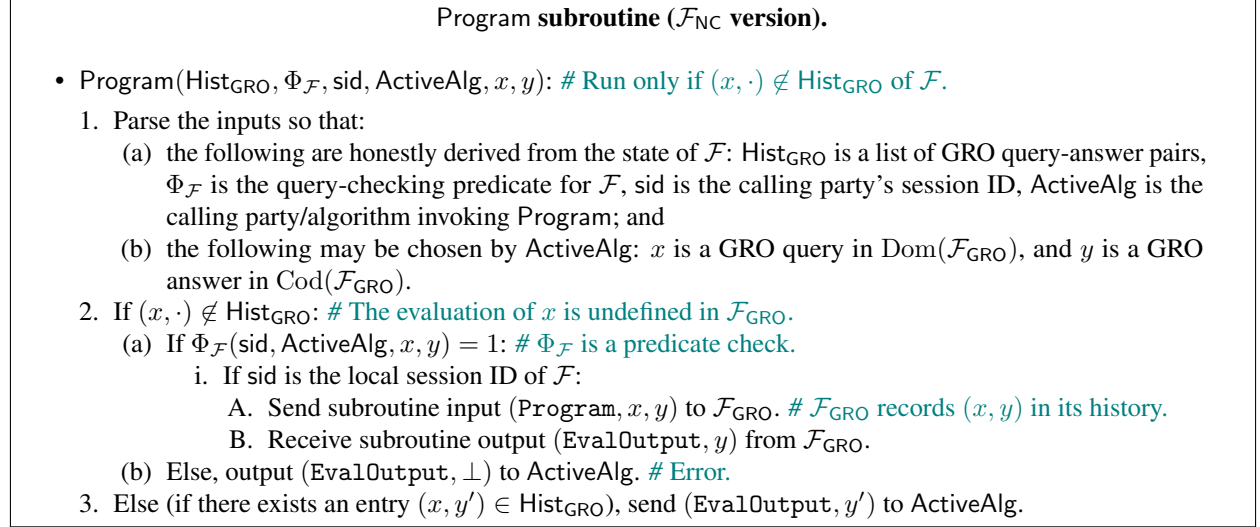 Program subroutine (𝓕_NC version).
• Program(Hist_GRO, Φ_𝓕, sid, ActiveAlg, x, y): # Run only if (x, ·) ∉ Hist_GRO of 𝓕.
1. Parse the inputs so that:
(a) the following are honestly derived from the state of 𝓕: Hist_GRO is a list of GRO query-answer pairs,
Φ_𝓕 is the query-checking predicate for 𝓕, sid is the calling party's session ID, ActiveAlg is the
calling party/algorithm invoking Program; and
(b) the following may be chosen by ActiveAlg: x is a GRO query in Dom(𝓕_GRO), and y is a GRO
answer in Cod(𝓕_GRO).
2. If (x, ·) ∉ Hist_GRO: # The evaluation of x is undefined in 𝓕_GRO.
(a) If Φ_𝓕(sid, ActiveAlg, x, y) = 1: # Φ_𝓕 is a predicate check.
i. If sid is the local session ID of 𝓕:
A. Send subroutine input (Program, x, y) to 𝓕_GRO. # 𝓕_GRO records (x, y) in its history.
B. Receive subroutine output (EvalOutput, y) from 𝓕_GRO.
(b) Else, output (EvalOutput, ⊥) to ActiveAlg. # Error.
3. Else (if there exists an entry (x, y′) ∈ Hist_GRO), send (EvalOutput, y′) to ActiveAlg.